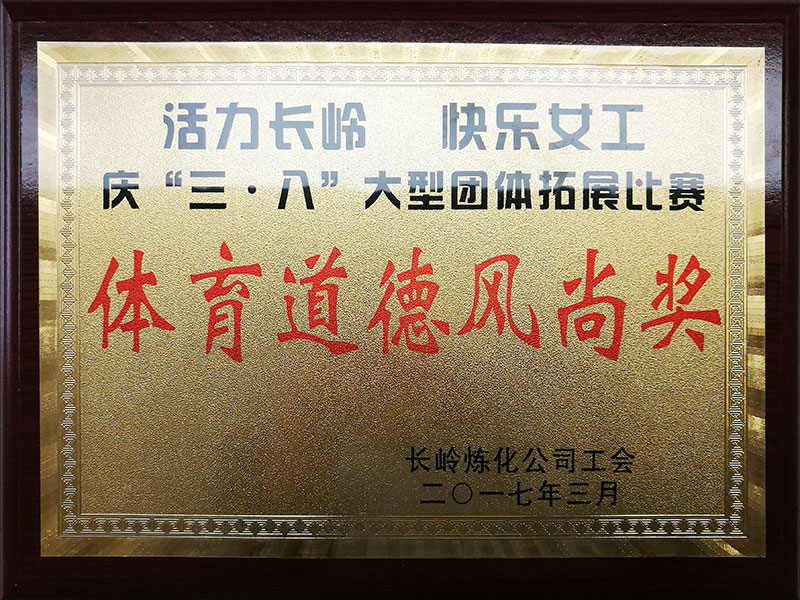 活力长岭 快乐女工
庆“三·八”大型团体拓展比赛
体育道德风尚奖
长岭炼化公司工会
二〇一七年三月